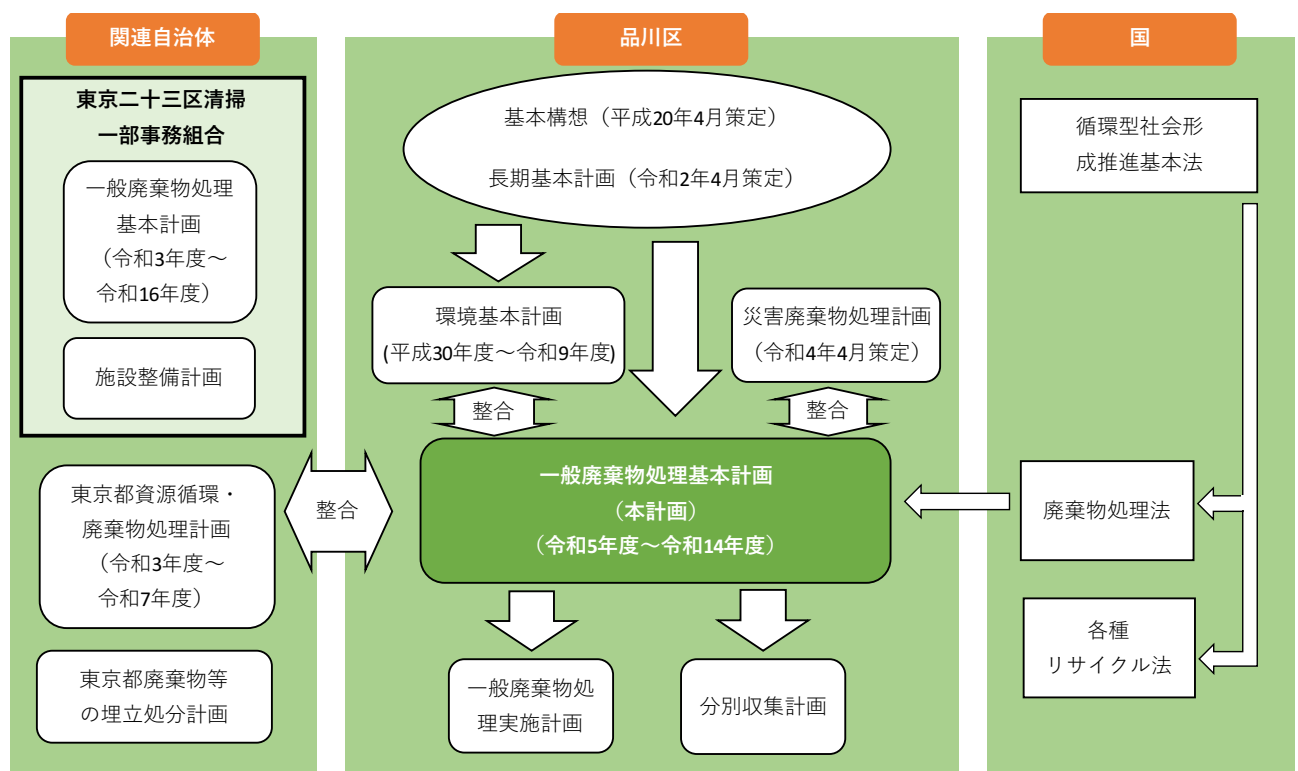 関連自治体
東京二十三区清掃
一部事務組合
一般廃棄物処理
基本計画
（令和3年度～
令和16年度）
施設整備計画
東京都資源循環・
廃棄物処理計画
（令和3年度～
令和7年度）
東京都廃棄物等
の埋立処分計画
整合
品川区
基本構想（平成20年4月策定）
長期基本計画（令和2年4月策定）
環境基本計画
(平成30年度～令和9年度)
災害廃棄物処理計画
（令和4年4月策定）
整合
整合
一般廃棄物処理基本計画
（本計画）
（令和5年度～令和14年度）
一般廃棄物処
理実施計画
分別収集計画
国
循環型社会形
成推進基本法
廃棄物処理法
各種
リサイクル法